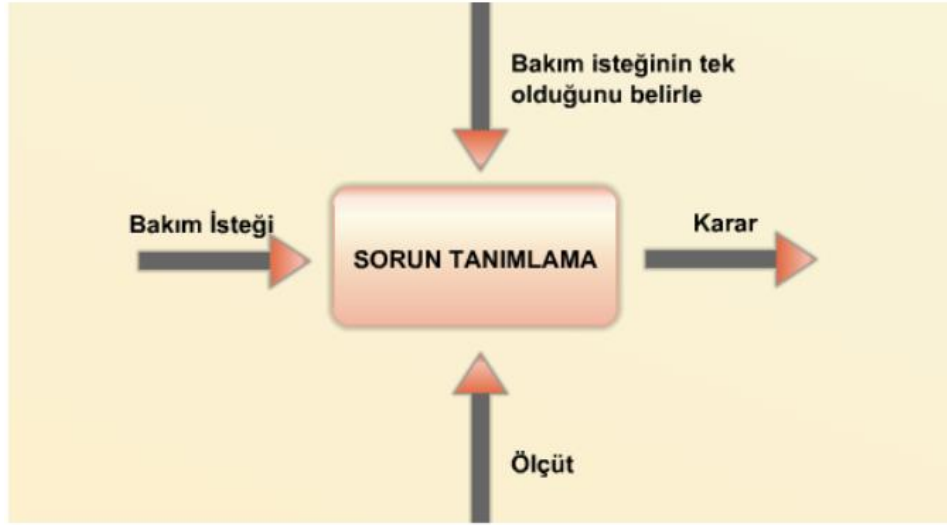 Bakım isteğinin tek
olduğunu belirle
Bakım İsteği
SORUN TANIMLAMA
Karar
Ölçüt